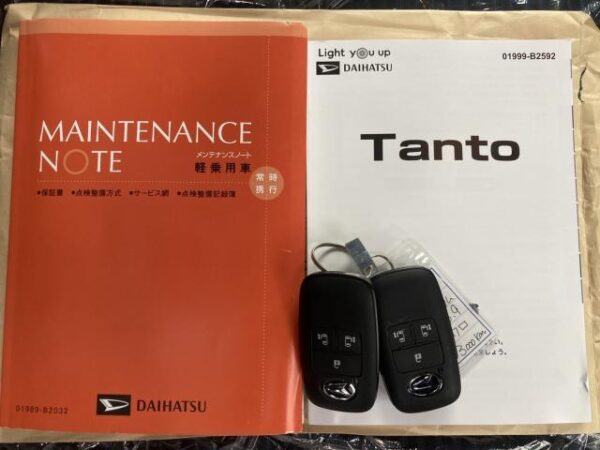 MAINTENANCE
NOTE
メンテナンスノート
軽乗用車
常時
携行
●保証書 ●点検整備方式 ●サービス網 ●点検整備記録簿
01989-B2032
DAIHATSU
Light you up
DAIHATSU
01999-B2592
Tanto
3000Km